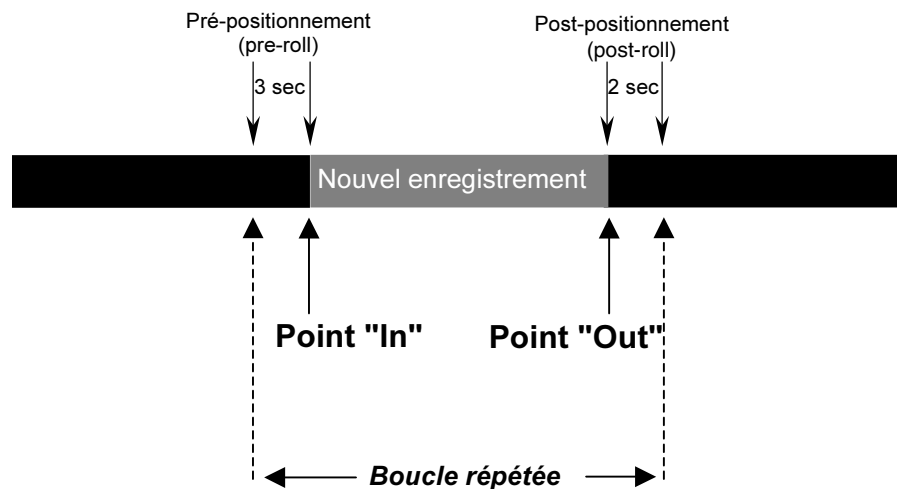 Pré-positionnement
(pre-roll)
Post-positionnement
(post-roll)
3 sec
2 sec
Nouvel enregistrement
Point "In"
Point "Out"
Boucle répétée